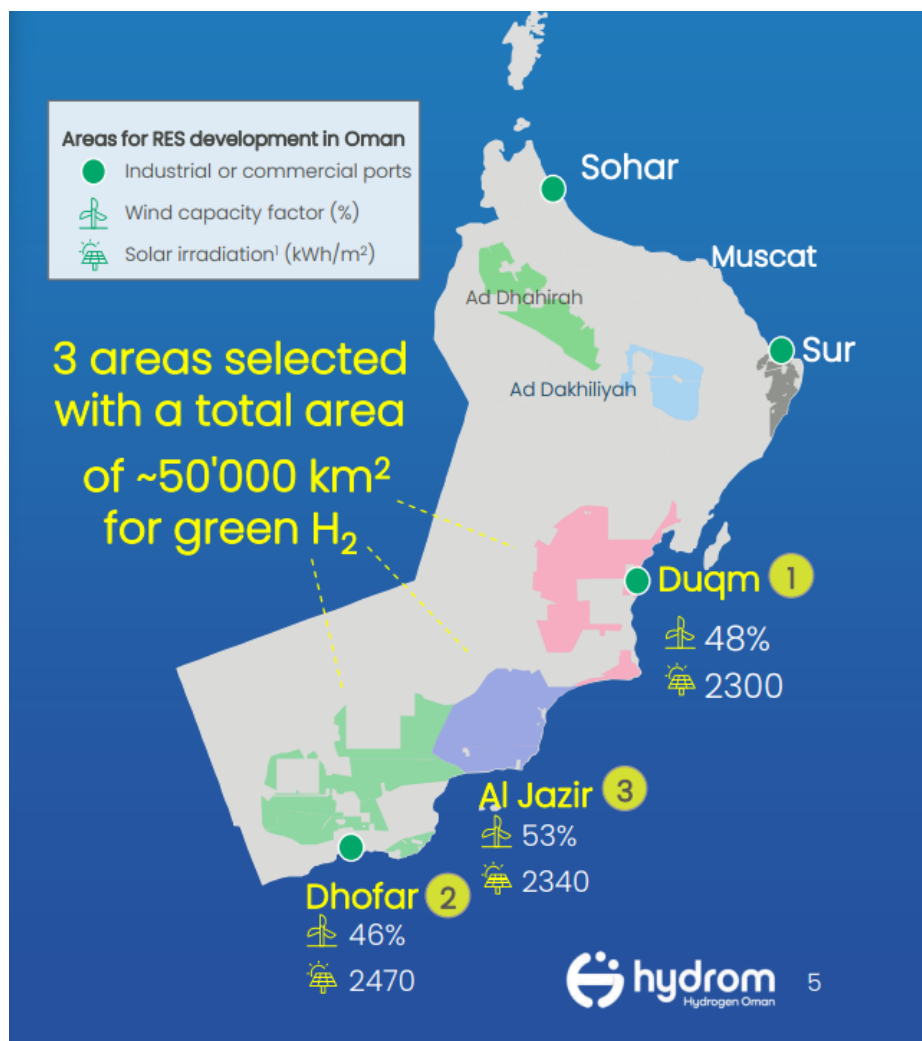 Areas for RES development in Oman
Industrial or commercial ports
Wind capacity factor (%)
Solar irradiation¹ (kWh/m²)
Sohar
Muscat
Ad Dhahirah
Sur
Ad Dakhiliyah
3 areas selected
with a total area
of ~50'000 km²
for green H₂
Duqm 1
48%
2300
Al Jazir 3
53%
2340
Dhofar 2
46%
2470
hydrom
Hydrogen Oman
5